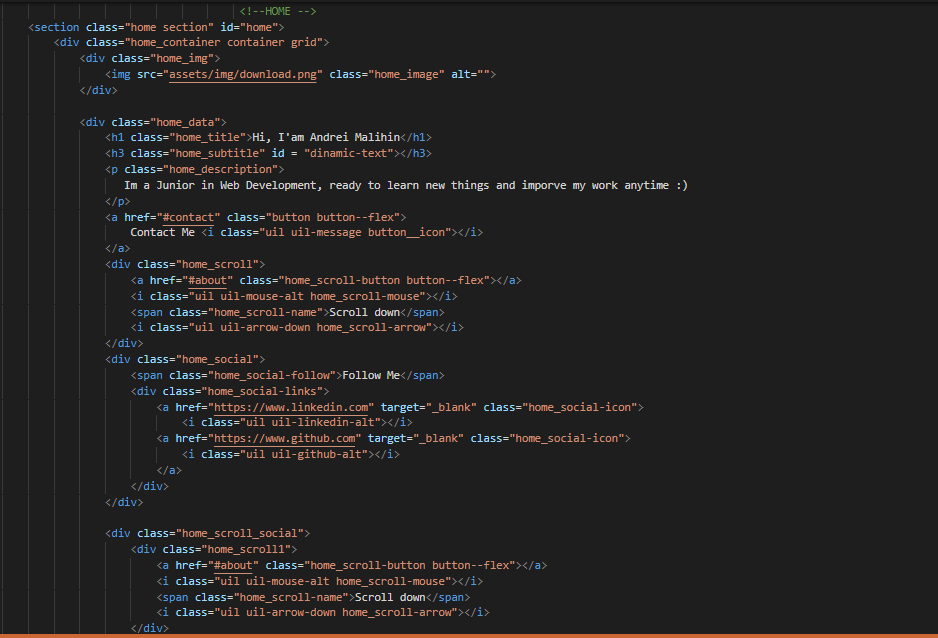 <!--HOME -->
<section class="home section" id="home">
<div class="home_container container grid">
<div class="home_img">
<img src="assets/img/download.png" class="home_image" alt="">
</div>
<div class="home_data">
<h1 class="home_title">Hi, I'am Andrei Malihin</h1>
<h3 class="home_subtitle" id = "dinamic-text"></h3>
<p class="home_description">
Im a Junior in Web Development, ready to learn new things and imporve my work anytime :)
</p>
<a href="#contact" class="button button--flex">
Contact Me <i class="uil uil-message button__icon"></i>
</a>
<div class="home_scroll">
<a href="#about" class="home_scroll-button button--flex"></a>
<i class="uil uil-mouse-alt home_scroll-mouse"></i>
<span class="home_scroll-name">Scroll down</span>
<i class="uil uil-arrow-down home_scroll-arrow"></i>
</div>
<div class="home_social">
<span class="home_social-follow">Follow Me</span>
<div class="home_social-links">
<a href="https://www.linkedin.com" target="_blank" class="home_social-icon">
<i class="uil uil-linkedin-alt"></i>
<a href="https://www.github.com" target="_blank" class="home_social-icon">
<i class="uil uil-github-alt"></i>
</a>
</div>
</div>
<div class="home_scroll_social">
<div class="home_scroll1">
<a href="#about" class="home_scroll-button button--flex"></a>
<i class="uil uil-mouse-alt home_scroll-mouse"></i>
<span class="home_scroll-name">Scroll down</span>
<i class="uil uil-arrow-down home_scroll-arrow"></i>
</div>